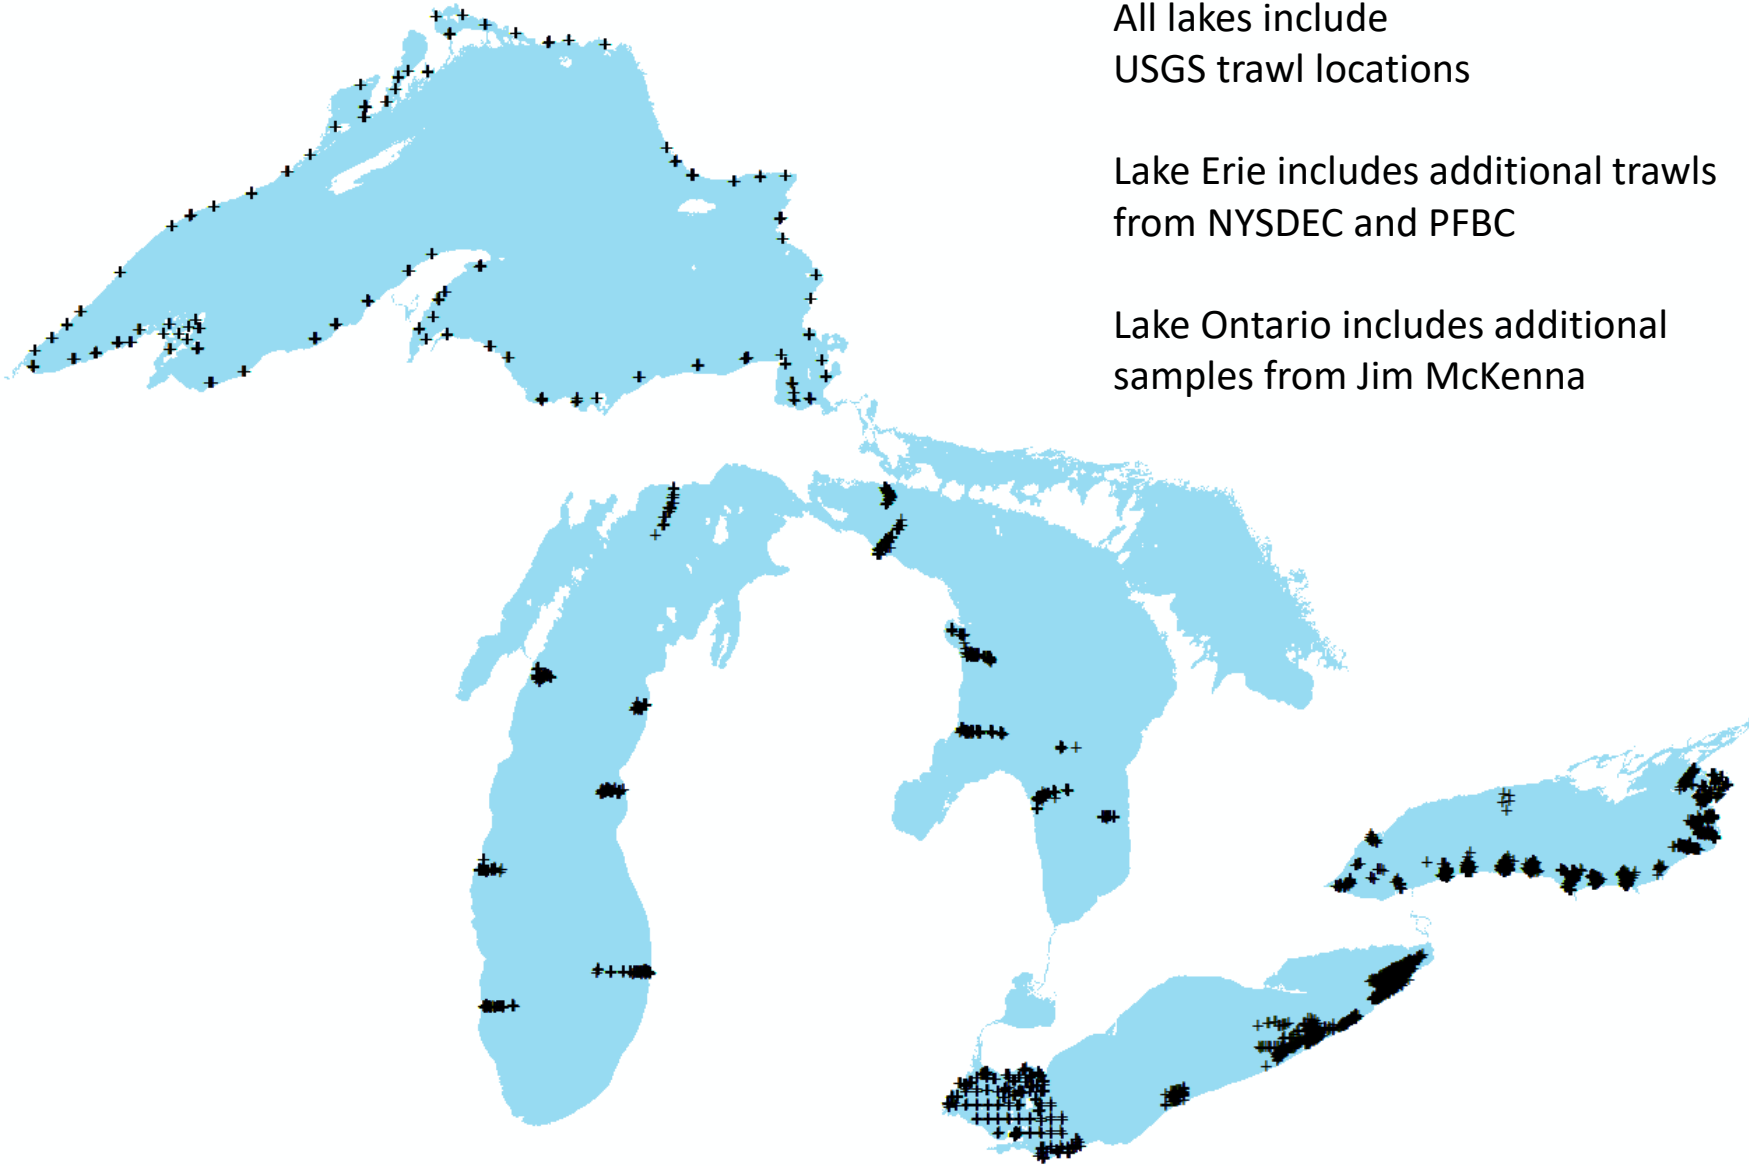 All lakes include
USGS trawl locations
Lake Erie includes additional trawls
from NYSDEC and PFBC
Lake Ontario includes additional
samples from Jim McKenna